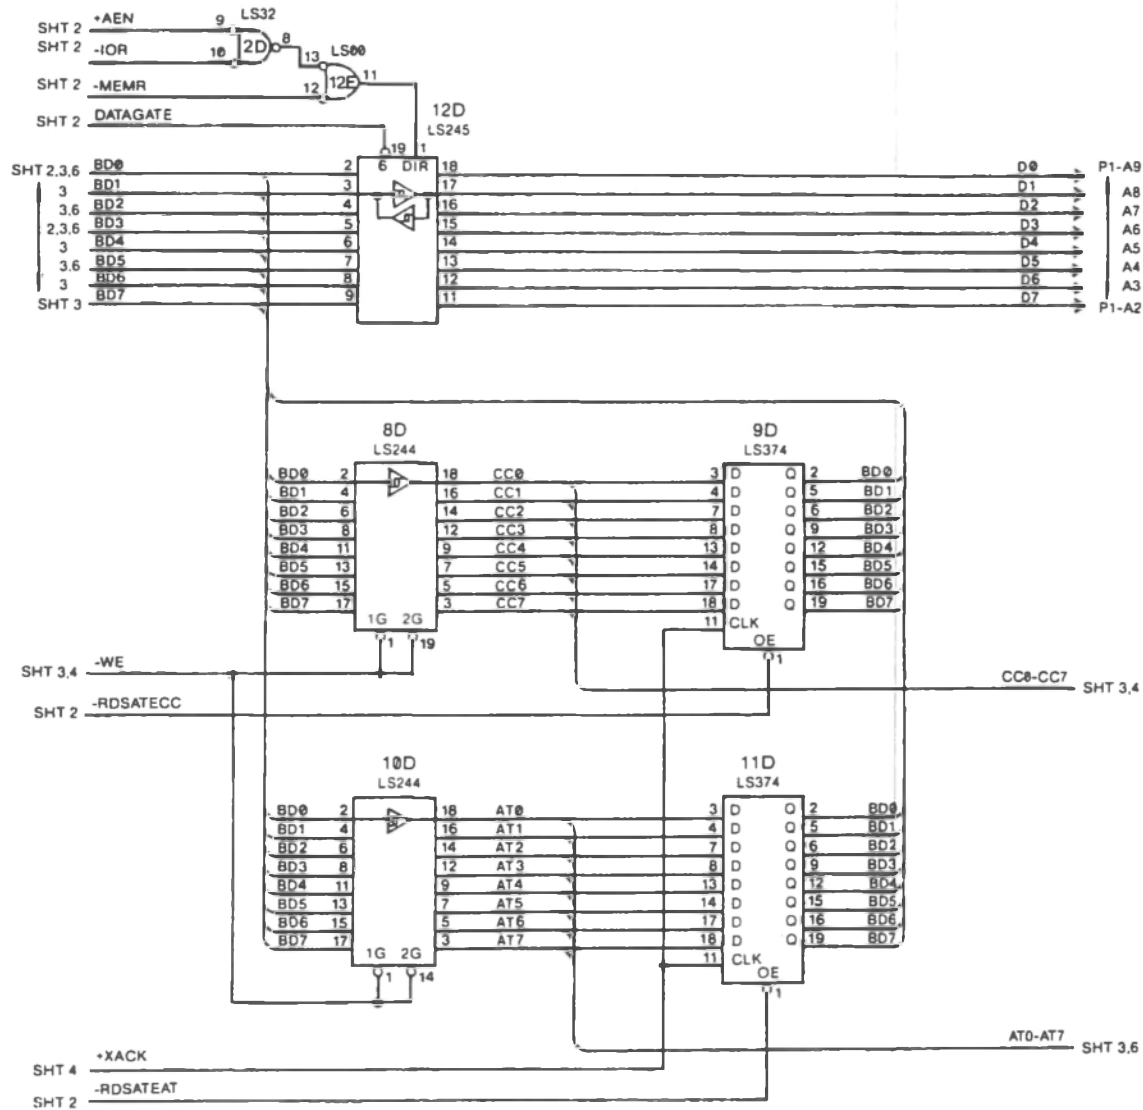 LS32
SHT 2 +AEN 9
SHT 2 -IOR 10 2D 8
LS00
13 12E 11
SHT 2 -MEMR 12
SHT 2 DATAGATE
12D
LS245
19 1
6 DIR
SHT 2,3,6 BD0 2 18 D0 P1-A9
3 BD1 3 17 D1 A8
3,6 BD2 4 16 D2 A7
2,3,6 BD3 5 15 D3 A6
3 BD4 6 14 D4 A5
3,6 BD5 7 13 D5 A4
3 BD6 8 12 D6 A3
SHT 3 BD7 9 11 D7 P1-A2
8D 9D
LS244 LS374
BD0 2 18 CC0 3 D Q 2 BD0
BD1 4 16 CC1 4 D Q 5 BD1
BD2 6 14 CC2 7 D Q 6 BD2
BD3 8 12 CC3 8 D Q 9 BD3
BD4 11 9 CC4 13 D Q 12 BD4
BD5 13 7 CC5 14 D Q 15 BD5
BD6 15 5 CC6 17 D Q 16 BD6
BD7 17 3 CC7 18 D Q 19 BD7
1G 2G 11 CLK
1 19 OE
1
SHT 3,4 -WE
CC0-CC7 SHT 3,4
SHT 2 -RDSATECC
10D 11D
LS244 LS374
BD0 2 18 AT0 3 D Q 2 BD0
BD1 4 16 AT1 4 D Q 5 BD1
BD2 6 14 AT2 7 D Q 6 BD2
BD3 8 12 AT3 8 D Q 9 BD3
BD4 11 9 AT4 13 D Q 12 BD4
BD5 13 7 AT5 14 D Q 15 BD5
BD6 15 5 AT6 17 D Q 16 BD6
BD7 17 3 AT7 18 D Q 19 BD7
1G 2G 11 CLK
1 14 OE
1
AT0-AT7 SHT 3,6
SHT 4 +XACK
SHT 2 -RDSATEAT